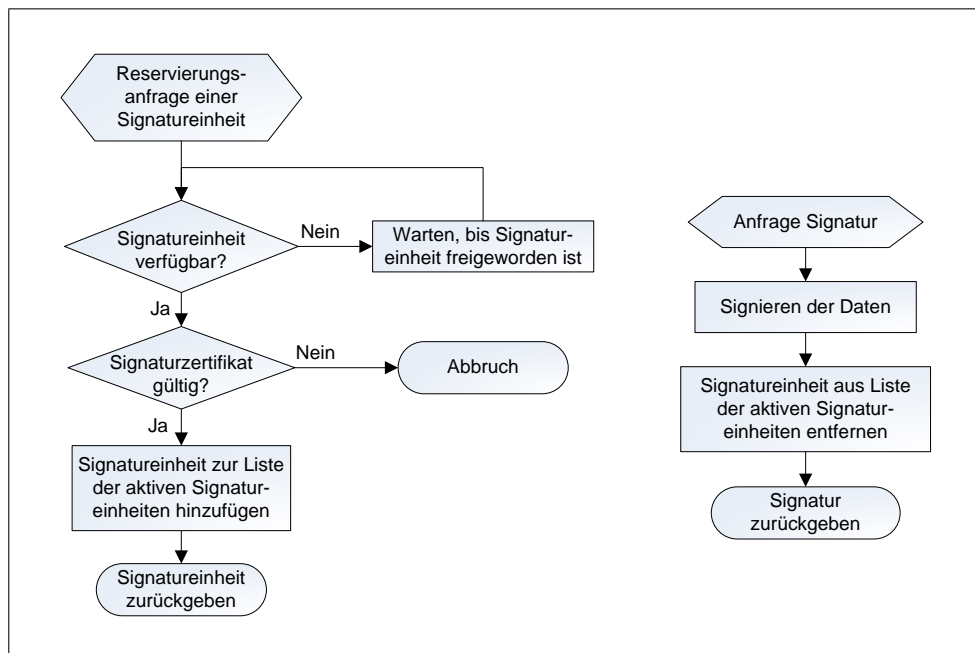 Reservierungs-
anfrage einer
Signatureinheit
Signatureinheit
verfügbar?
Nein
Warten, bis Signatur-
einheit freigeworden ist
Ja
Signaturzertifikat
gültig?
Nein
Abbruch
Ja
Signatureinheit zur Liste
der aktiven Signatur-
einheiten hinzufügen
Signatureinheit
zurückgeben
Anfrage Signatur
Signieren der Daten
Signatureinheit aus Liste
der aktiven Signatur-
einheiten entfernen
Signatur
zurückgeben